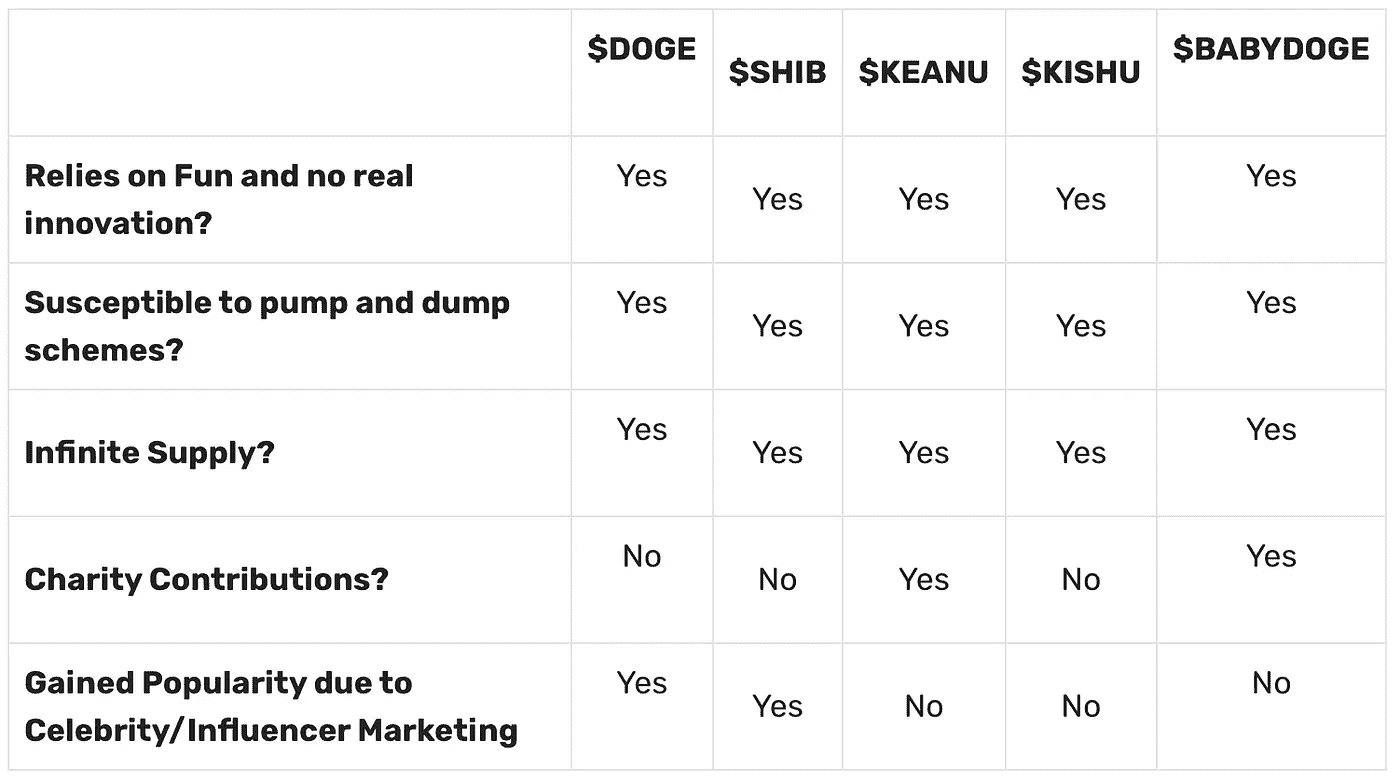 $DOGE $SHIB $KEANU $KISHU $BABYDOGE
Relies on Fun and no real
innovation? Yes Yes Yes Yes Yes
Susceptible to pump and dump
schemes? Yes Yes Yes Yes Yes
Infinite Supply? Yes Yes Yes Yes Yes
Charity Contributions? No No Yes No Yes
Gained Popularity due to
Celebrity/Influencer Marketing Yes Yes No No No